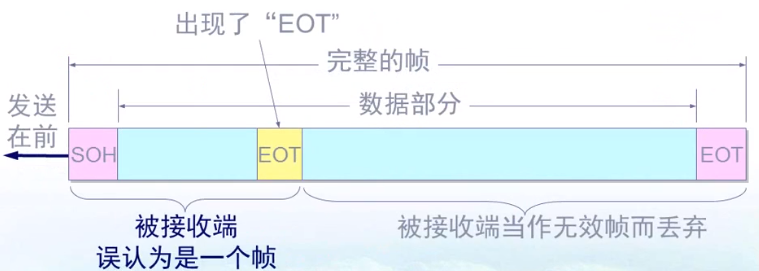 出现了“EOT”
完整的帧
数据部分
发送
在前
SOH
EOT
EOT
被接收端
误认为是一个帧
被接收端当作无效帧而丢弃